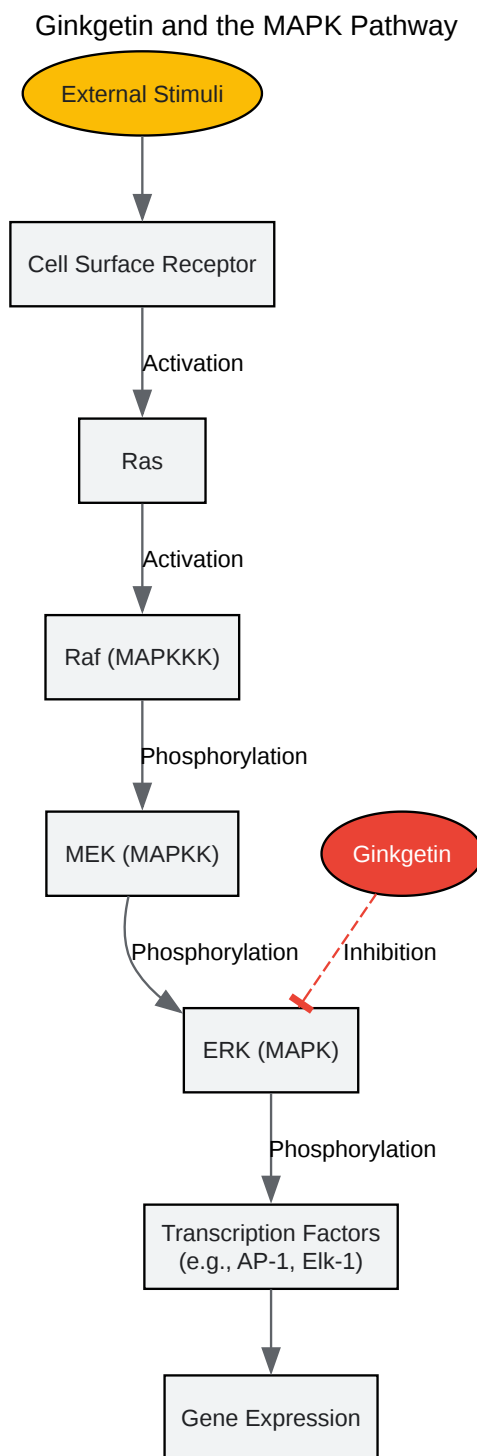 Ginkgetin and the MAPK Pathway
External Stimuli
Cell Surface Receptor
Activation
Ras
Activation
Raf (MAPKKK)
Phosphorylation
MEK (MAPKK)
Ginkgetin
Phosphorylation
Inhibition
ERK (MAPK)
Phosphorylation
Transcription Factors
(e.g., AP-1, Elk-1)
Gene Expression